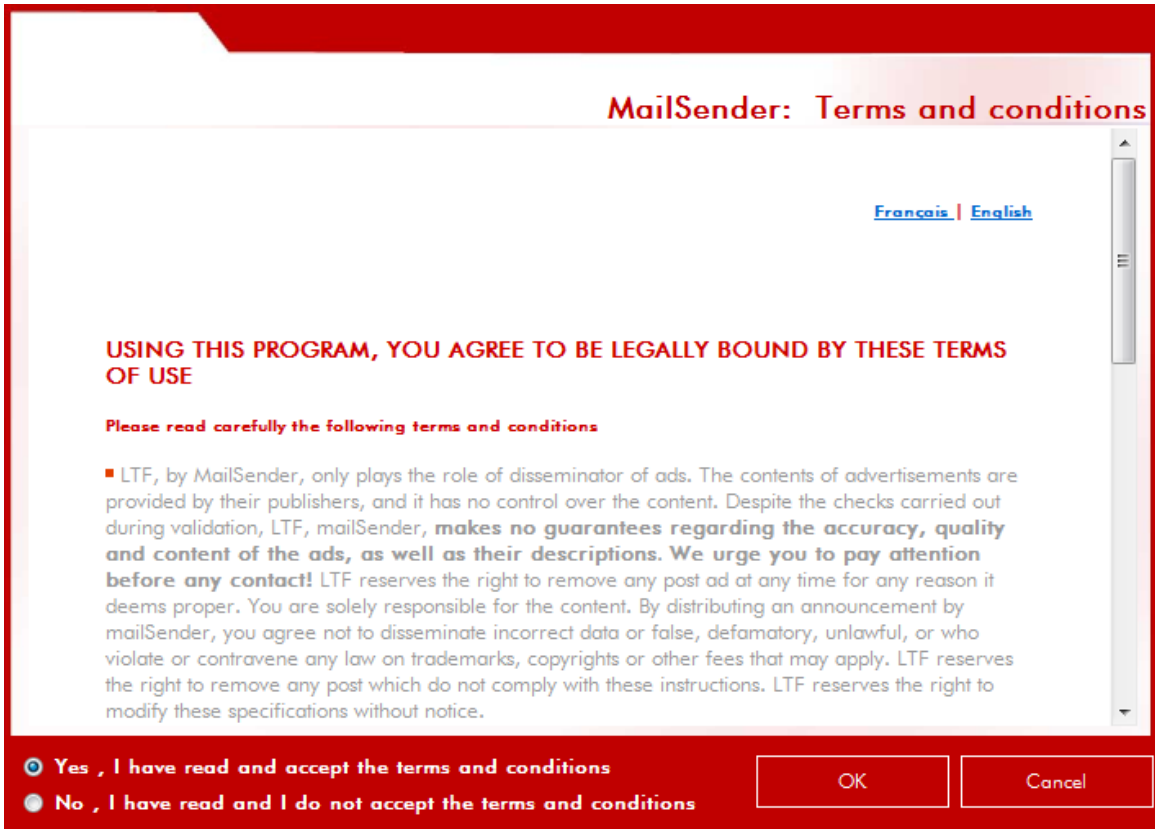 MailSender: Terms and conditions
Français | English
USING THIS PROGRAM, YOU AGREE TO BE LEGALLY BOUND BY THESE TERMS
OF USE
Please read carefully the following terms and conditions
LTF, by MailSender, only plays the role of disseminator of ads. The contents of advertisements are
provided by their publishers, and it has no control over the content. Despite the checks carried out
during validation, LTF, mailSender, makes no guarantees regarding the accuracy, quality
and content of the ads, as well as their descriptions. We urge you to pay attention
before any contact! LTF reserves the right to remove any post ad at any time for any reason it
deems proper. You are solely responsible for the content. By distributing an announcement by
mailSender, you agree not to disseminate incorrect data or false, defamatory, unlawful, or who
violate or contravene any law on trademarks, copyrights or other fees that may apply. LTF reserves
the right to remove any post which do not comply with these instructions. LTF reserves the right to
modify these specifications without notice.
Yes , I have read and accept the terms and conditions
No , I have read and I do not accept the terms and conditions
OK
Cancel